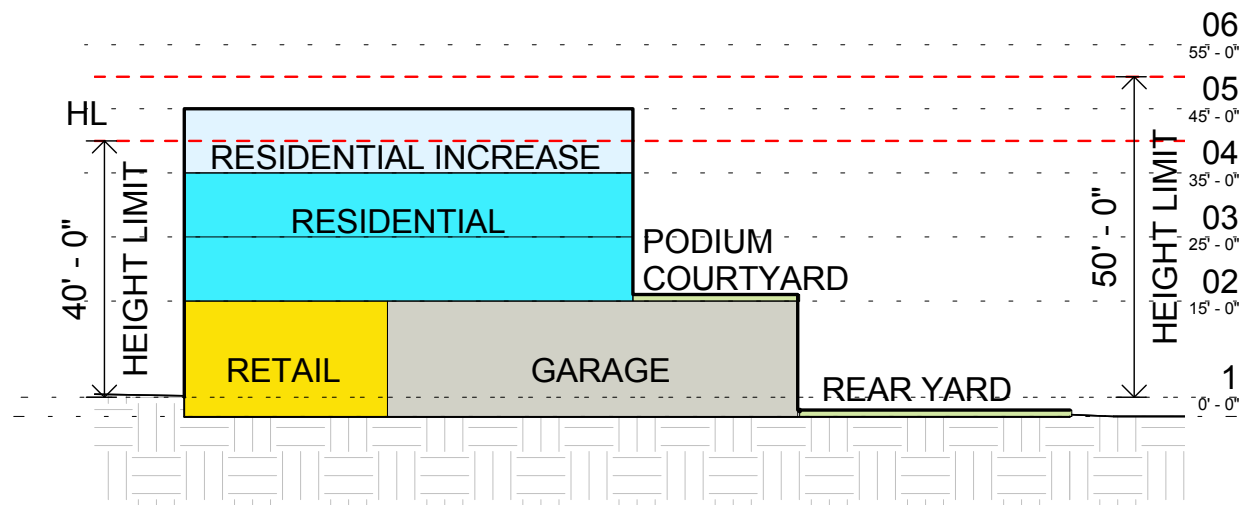 06
55' - 0"
05
45' - 0"
HL
04
35' - 0"
RESIDENTIAL INCREASE
RESIDENTIAL
03
25' - 0"
PODIUM
COURTYARD
02
15' - 0"
40' - 0"
HEIGHT LIMIT
50' - 0"
HEIGHT LIMIT
RETAIL
GARAGE
REAR YARD
1
0' - 0"